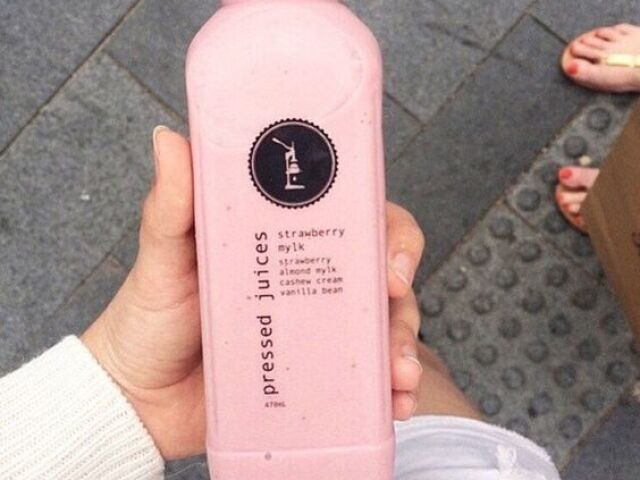 strawberry
mylk
strawberry
almond mylk
cashew cream
vanilla bean
pressed juices
470mL